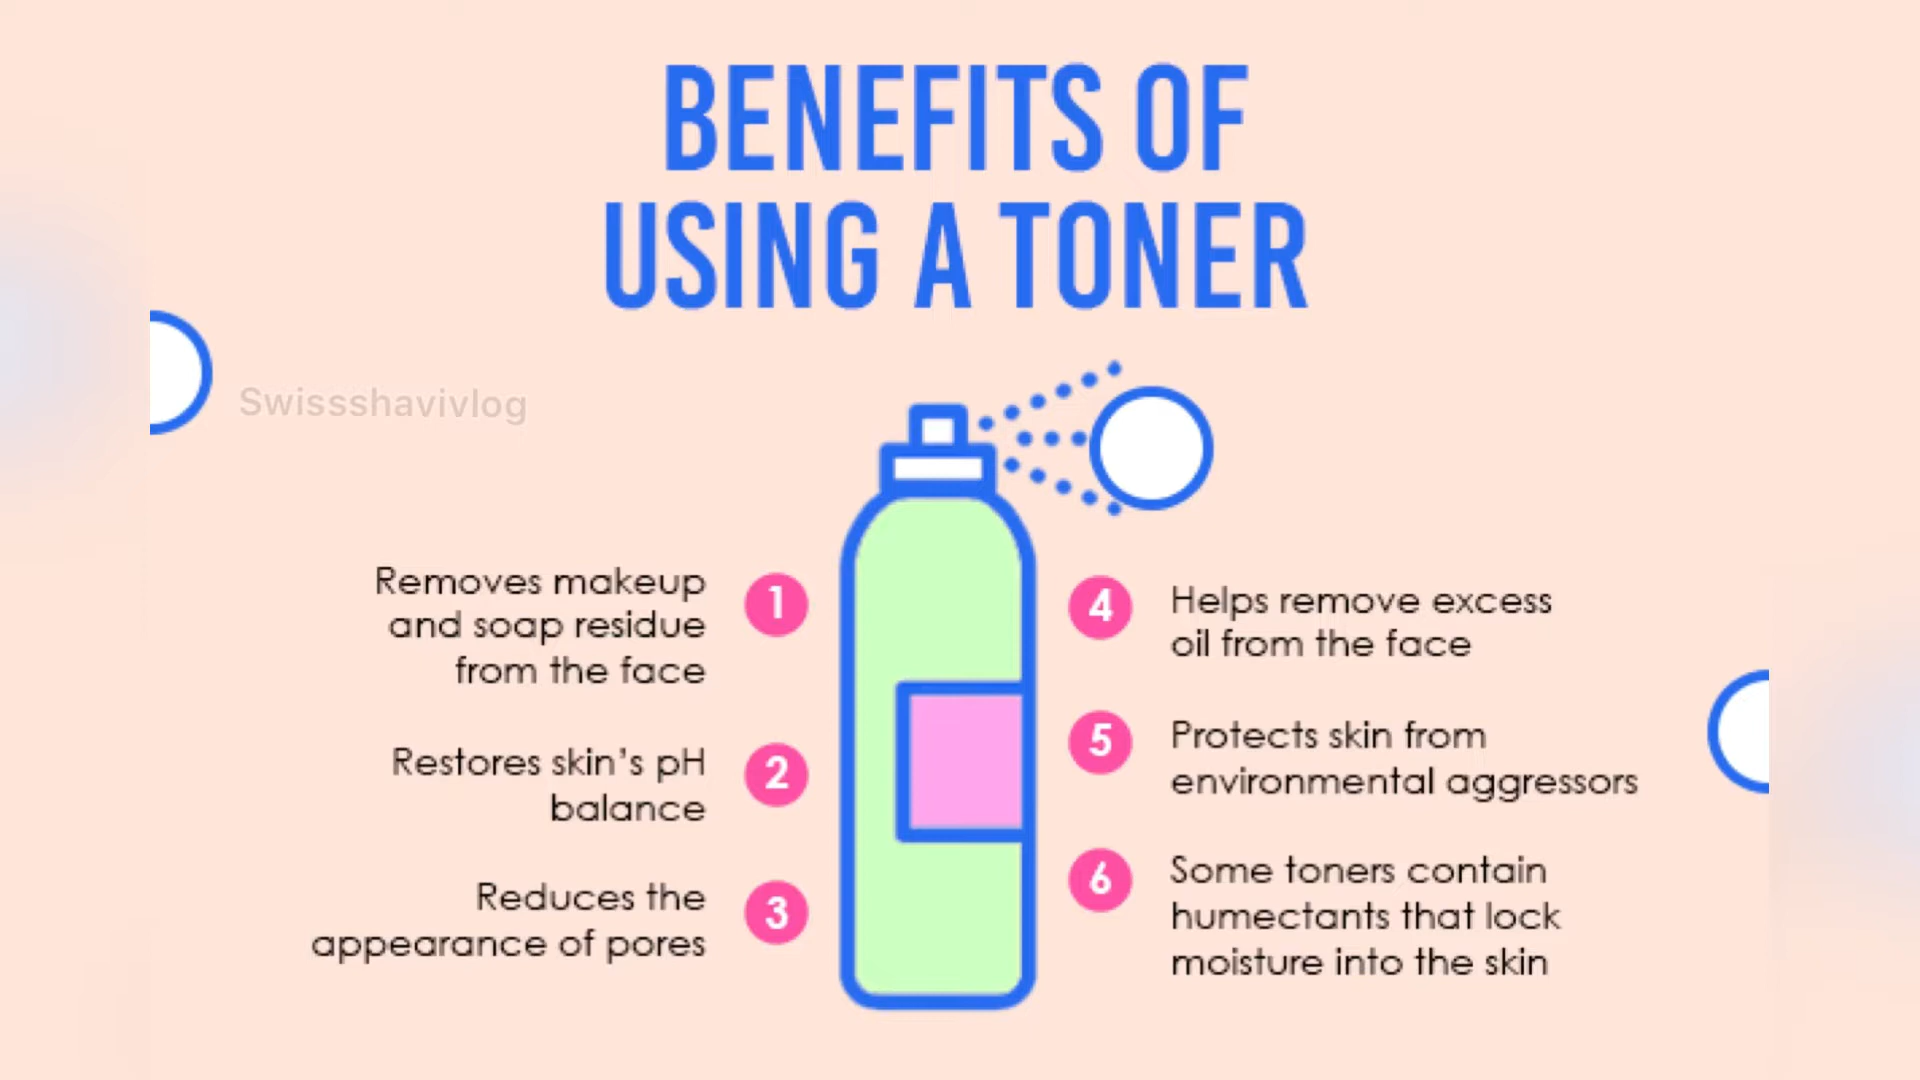 BENEFITS OF
USING A TONER
Swissshavivlog
Removes makeup
and soap residue
from the face
1
Restores skin's pH
balance
2
Reduces the
appearance of pores
3
4
Helps remove excess
oil from the face
5
Protects skin from
environmental aggressors
6
Some toners contain
humectants that lock
moisture into the skin